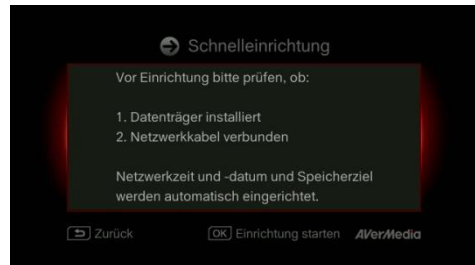 Schnelleinrichtung
Vor Einrichtung bitte prüfen, ob:
1. Datenträger installiert
2. Netzwerkkabel verbunden
Netzwerkzeit und -datum und Speicherziel
werden automatisch eingerichtet.
Zurück OK Einrichtung starten AVerMedia